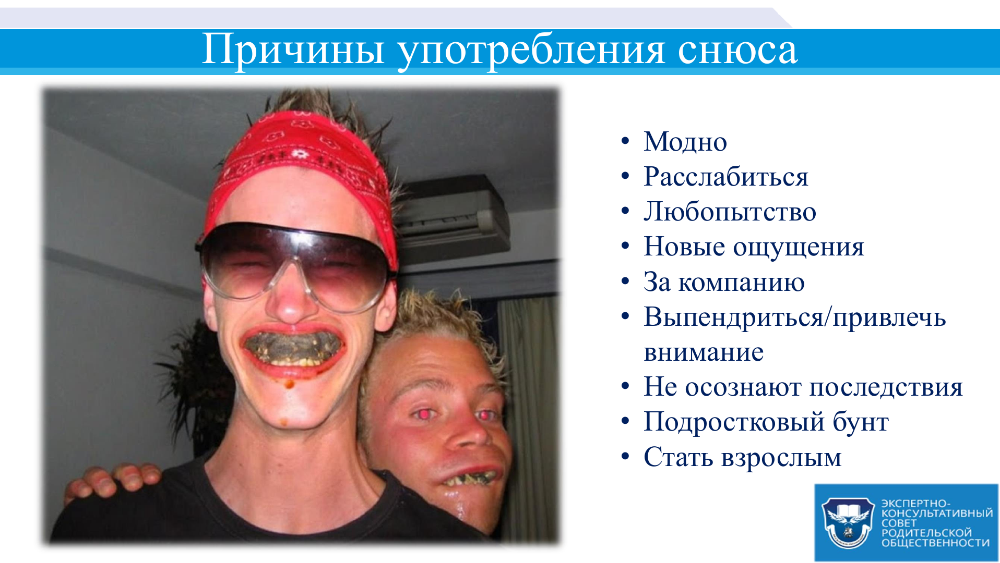 Причины употребления снюса
• Модно
• Расслабиться
• Любопытство
• Новые ощущения
• За компанию
• Выпендриться/привлечь
внимание
• Не осознают последствия
• Подростковый бунт
• Стать взрослым
ЭКСПЕРТНО-
КОНСУЛЬТАТИВНЫЙ
СОВЕТ
РОДИТЕЛЬСКОЙ
ОБЩЕСТВЕННОСТИ